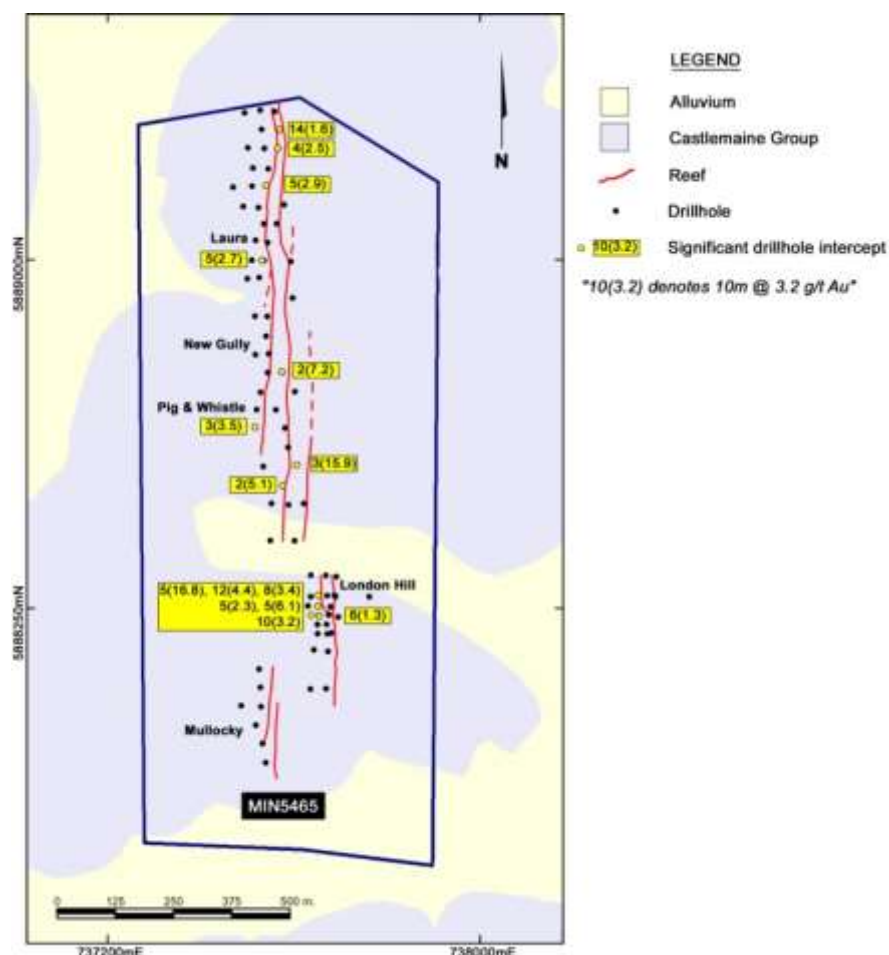 LEGEND
Alluvium
Castlemaine Group
Reef
Drillhole
10(3.2) Significant drillhole intercept
"10(3.2) denotes 10m @ 3.2 g/t Au"
N
14(1.6)
4(2.5)
5(2.9)
Laura
5(2.7)
5889000mN
New Gully
2(7.2)
Pig & Whistle
3(3.5)
3(15.9)
2(5.1)
London Hill
5(16.8), 12(4.4), 8(3.4)
5(2.3), 5(6.1)
10(3.2)
6(1.3)
5888250mN
Mullocky
MIN5465
0 125 250 375 500 m.
737200mE
738000mE